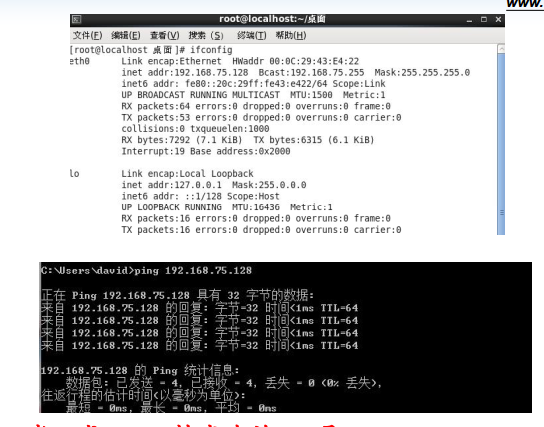 www.
root@localhost:~/桌面
文件(F) 编辑(E) 查看(V) 搜索 (S) 终端(T) 帮助(H)
[root@localhost 桌面]# ifconfig
eth0 Link encap:Ethernet HWaddr 00:0C:29:43:E4:22
inet addr:192.168.75.128 Bcast:192.168.75.255 Mask:255.255.255.0
inet6 addr: fe80::20c:29ff:fe43:e422/64 Scope:Link
UP BROADCAST RUNNING MULTICAST MTU:1500 Metric:1
RX packets:64 errors:0 dropped:0 overruns:0 frame:0
TX packets:53 errors:0 dropped:0 overruns:0 carrier:0
collisions:0 txqueuelen:1000
RX bytes:7292 (7.1 KiB) TX bytes:6315 (6.1 KiB)
Interrupt:19 Base address:0x2000
lo Link encap:Local Loopback
inet addr:127.0.0.1 Mask:255.0.0.0
inet6 addr: ::1/128 Scope:Host
UP LOOPBACK RUNNING MTU:16436 Metric:1
RX packets:16 errors:0 dropped:0 overruns:0 frame:0
TX packets:16 errors:0 dropped:0 overruns:0 carrier:0
C:\Users\david>ping 192.168.75.128
正在 Ping 192.168.75.128 具有 32 字节的数据:
来自 192.168.75.128 的回复: 字节=32 时间<1ms TTL=64
来自 192.168.75.128 的回复: 字节=32 时间<1ms TTL=64
来自 192.168.75.128 的回复: 字节=32 时间<1ms TTL=64
来自 192.168.75.128 的回复: 字节=32 时间<1ms TTL=64
192.168.75.128 的 Ping 统计信息:
数据包: 已发送 = 4, 已接收 = 4, 丢失 = 0 (0% 丢失),
往返行程的估计时间(以毫秒为单位):
最短 = 0ms, 最长 = 0ms, 平均 = 0ms